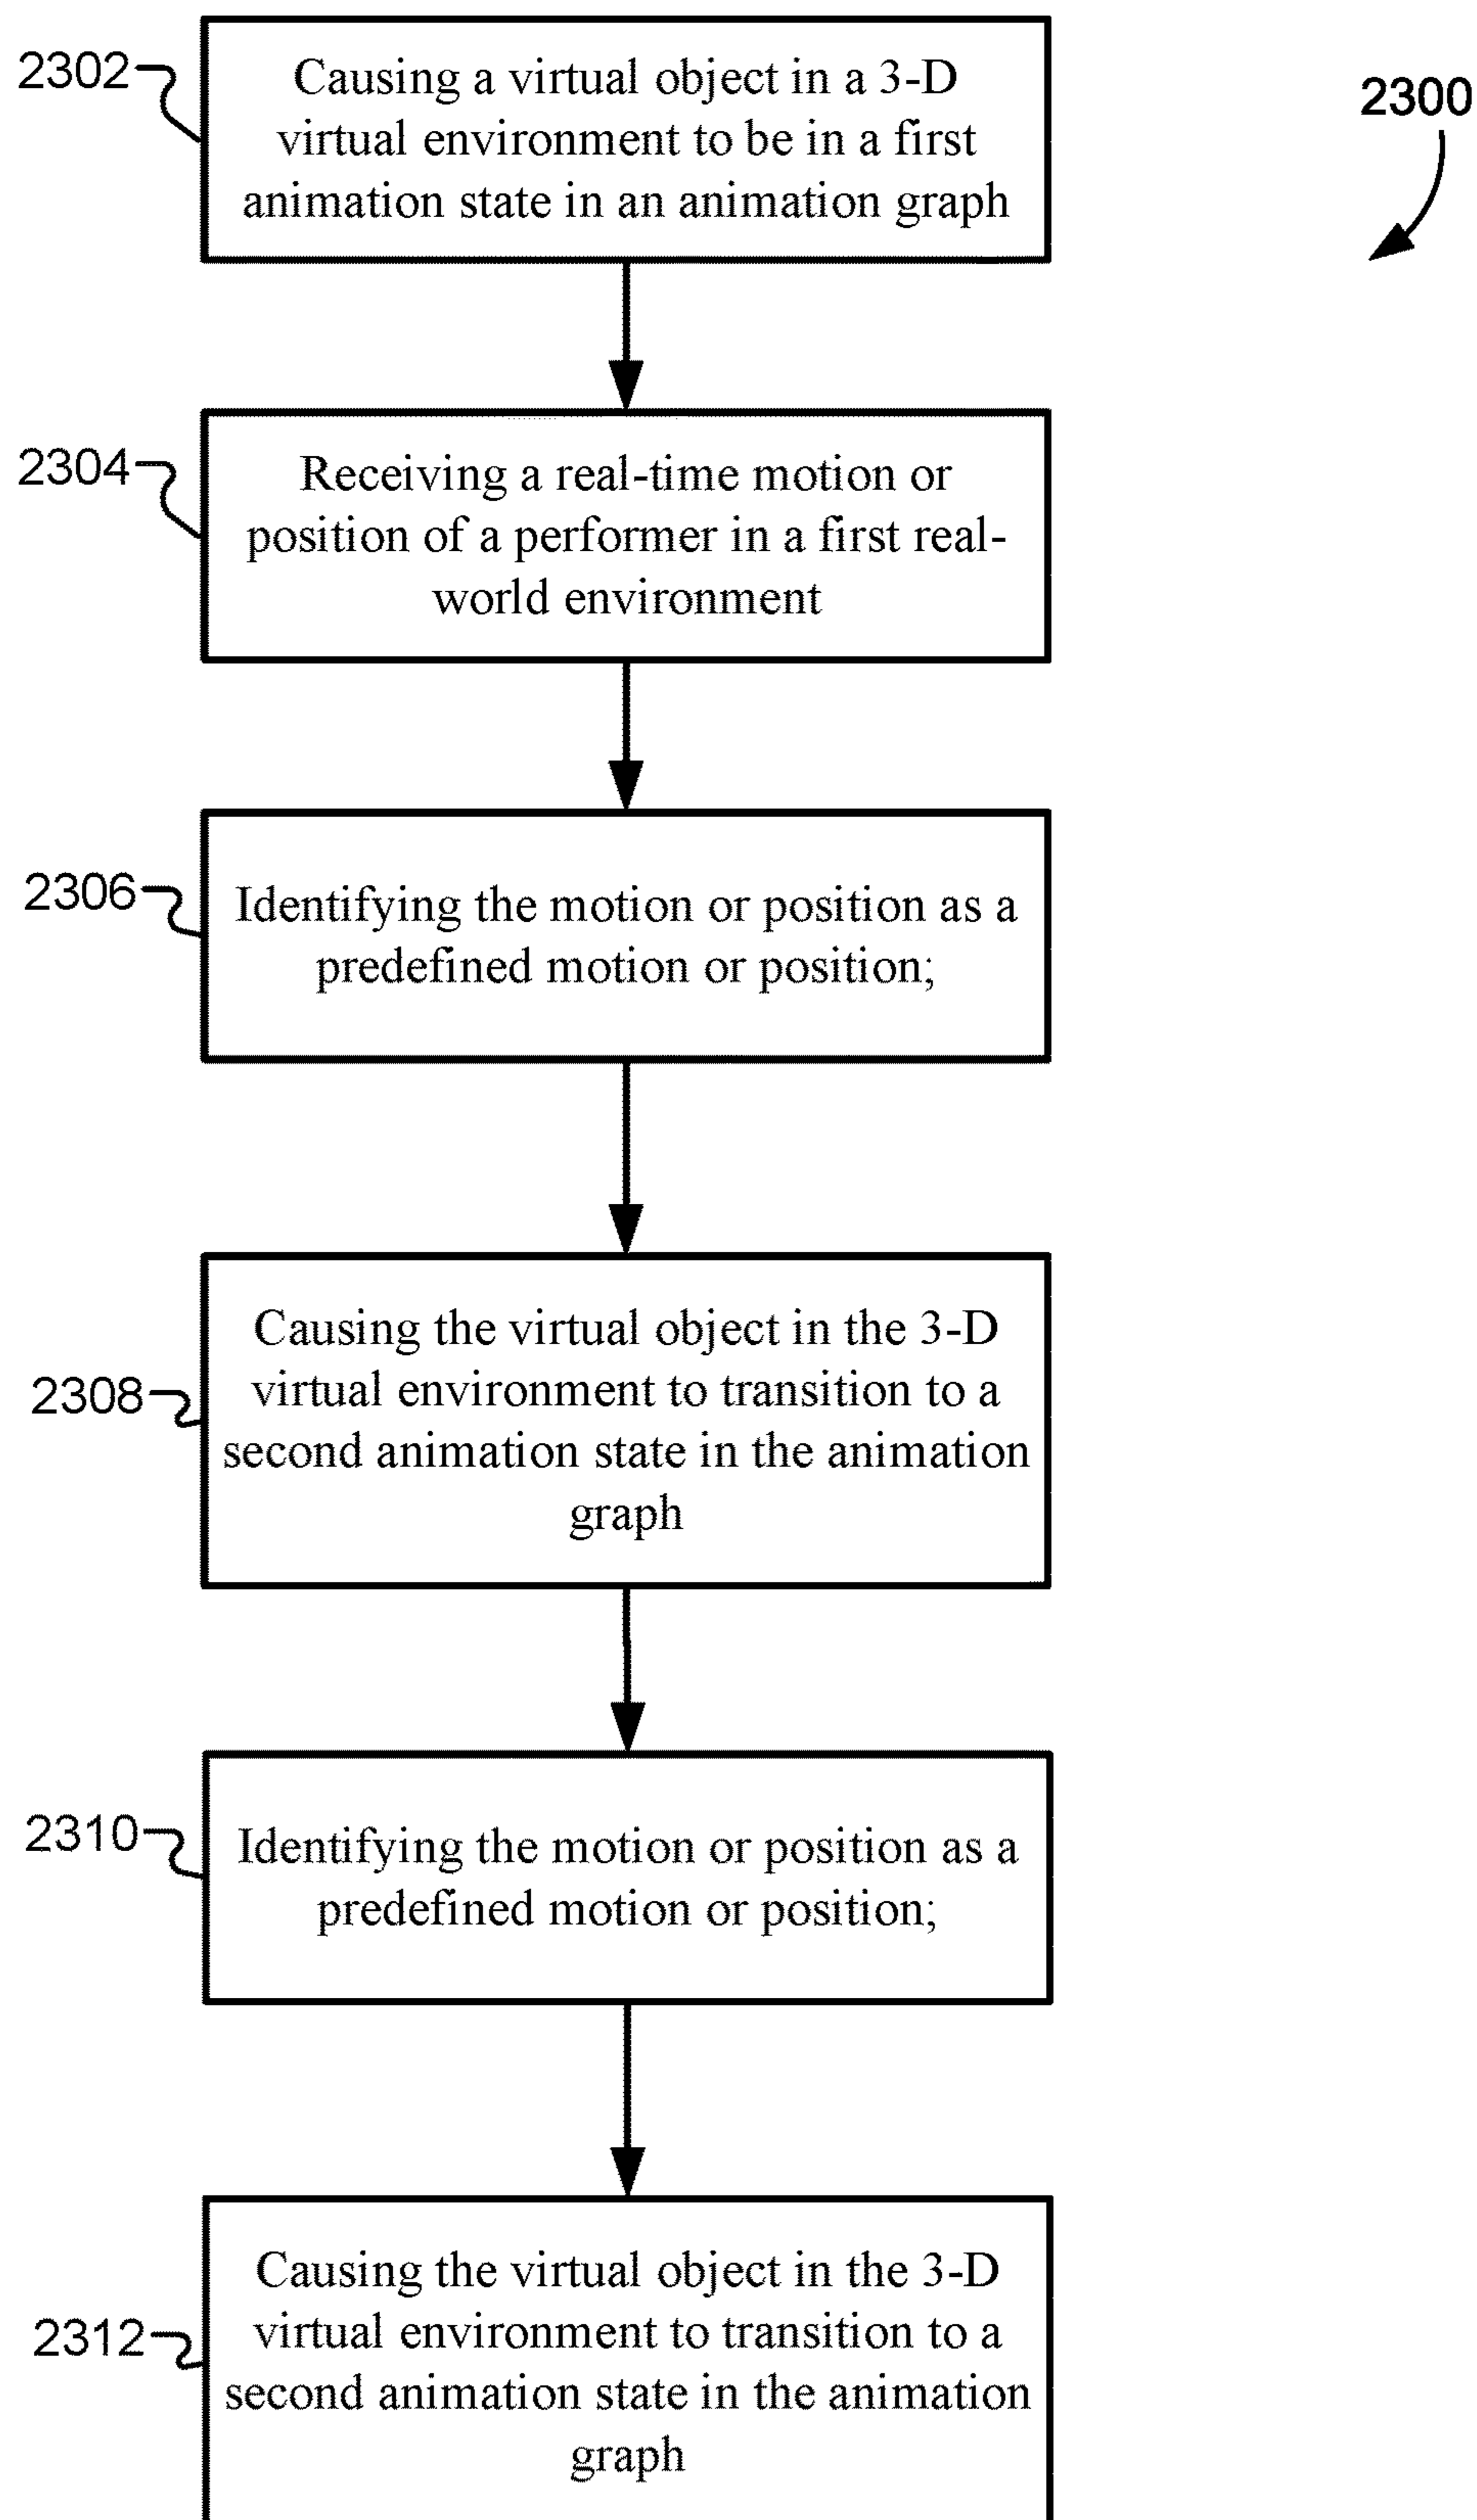 2302
Causing a virtual object in a 3-D
virtual environment to be in a first
animation state in an animation graph
2300
2304
Receiving a real-time motion or
position of a performer in a first real-
world environment
2306
Identifying the motion or position as a
predefined motion or position;
2308
Causing the virtual object in the 3-D
virtual environment to transition to a
second animation state in the animation
graph
2310
Identifying the motion or position as a
predefined motion or position;
2312
Causing the virtual object in the 3-D
virtual environment to transition to a
second animation state in the animation
graph